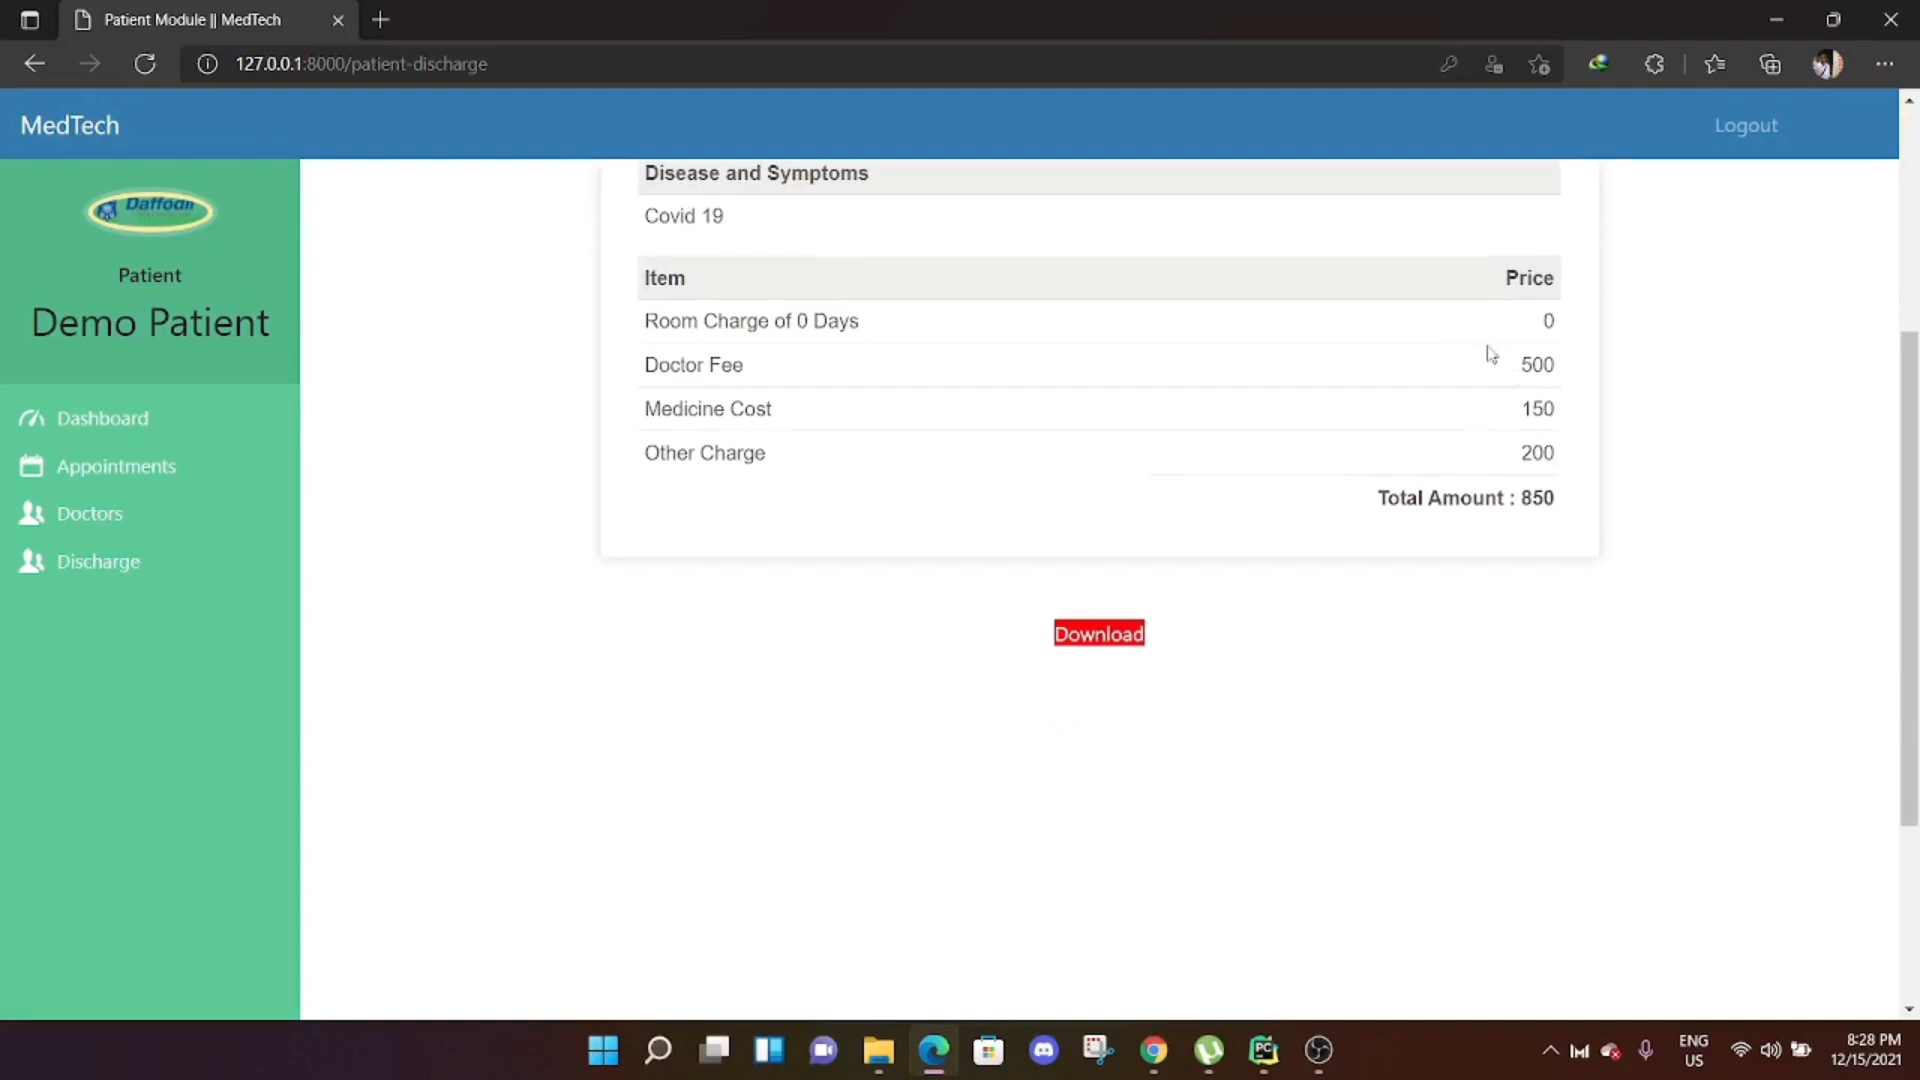 Patient Module || MedTech
127.0.0.1:8000/patient-discharge
MedTech
Logout
Daffodil
Patient
Demo Patient
Dashboard
Appointments
Doctors
Discharge
Disease and Symptoms
Covid 19
Item Price
Room Charge of 0 Days 0
Doctor Fee 500
Medicine Cost 150
Other Charge 200
Total Amount : 850
Download
PC
ENG
US
8:28 PM
12/15/2021